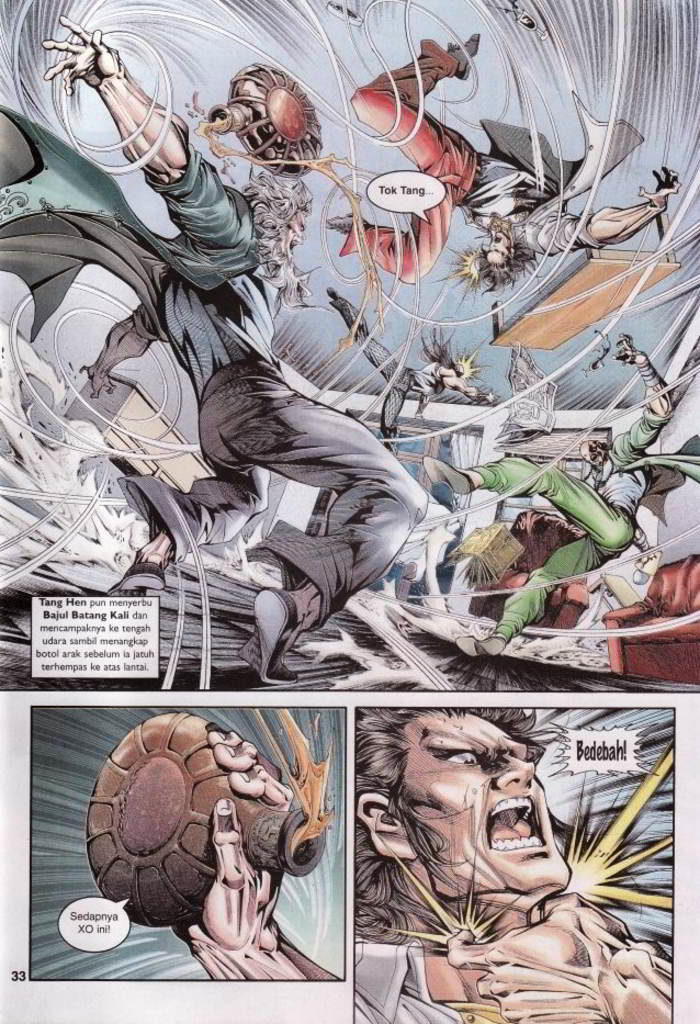 Tok Tang...
Tang Hen pun menyerbu
Bajul Batang Kali dan
mencampaknya ke tengah
udara sambil menangkap
botol arak sebelum ia jatuh
terhempas ke atas lantai.
Sedapnya
XO ini!
Bedebah!
33